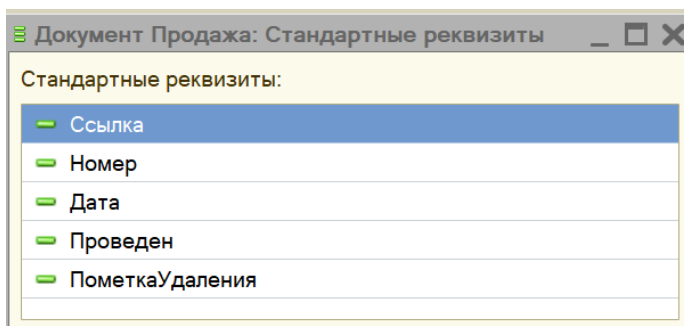 Документ Продажа: Стандартные реквизиты
Стандартные реквизиты:
Ссылка
Номер
Дата
Проведен
ПометкаУдаления